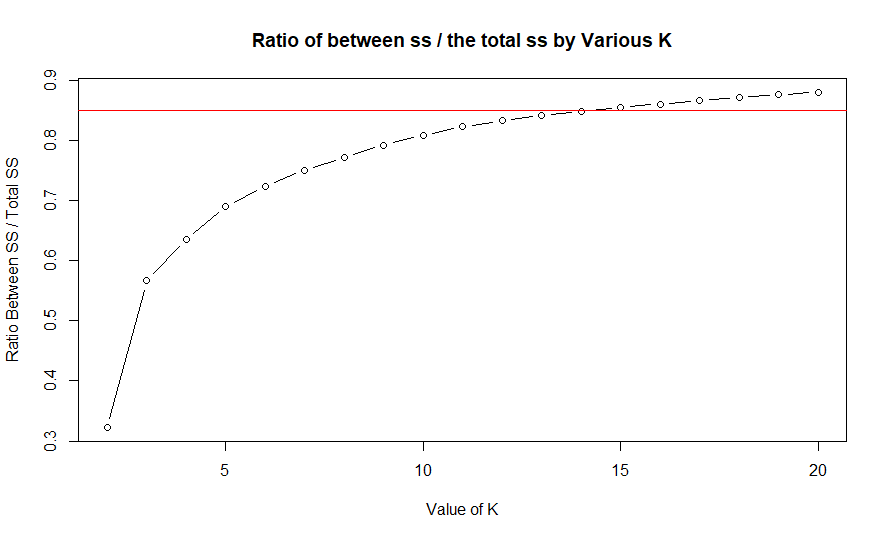 Ratio of between ss / the total ss by Various K
Ratio Between SS / Total SS
0.9
0.8
0.7
0.6
0.5
0.4
0.3
5 10 15 20
Value of K